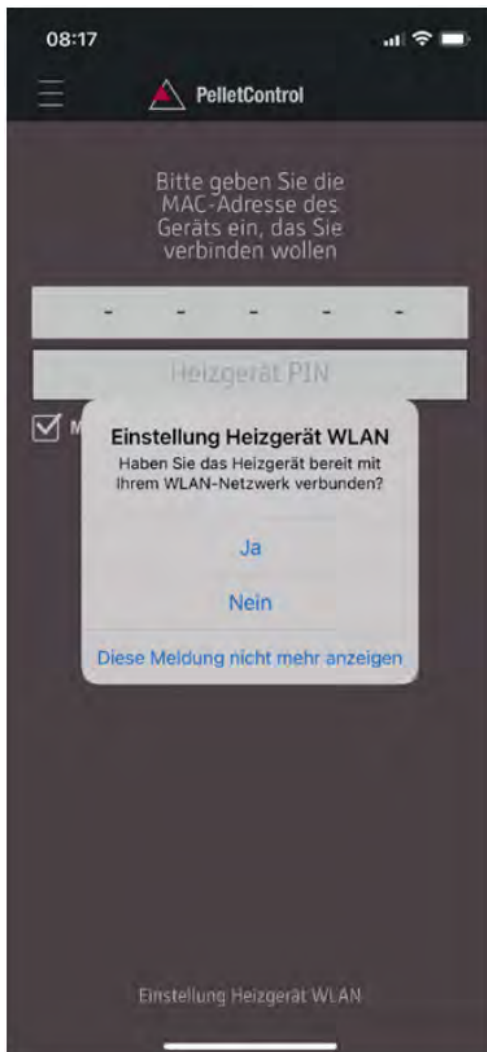 08:17
PelletControl
Bitte geben Sie die
MAC-Adresse des
Geräts ein, das Sie
verbinden wollen
- - - - -
Heizgerät PIN
M
Einstellung Heizgerät WLAN
Haben Sie das Heizgerät bereit mit
Ihrem WLAN-Netzwerk verbunden?
Ja
Nein
Diese Meldung nicht mehr anzeigen
Einstellung Heizgerät WLAN